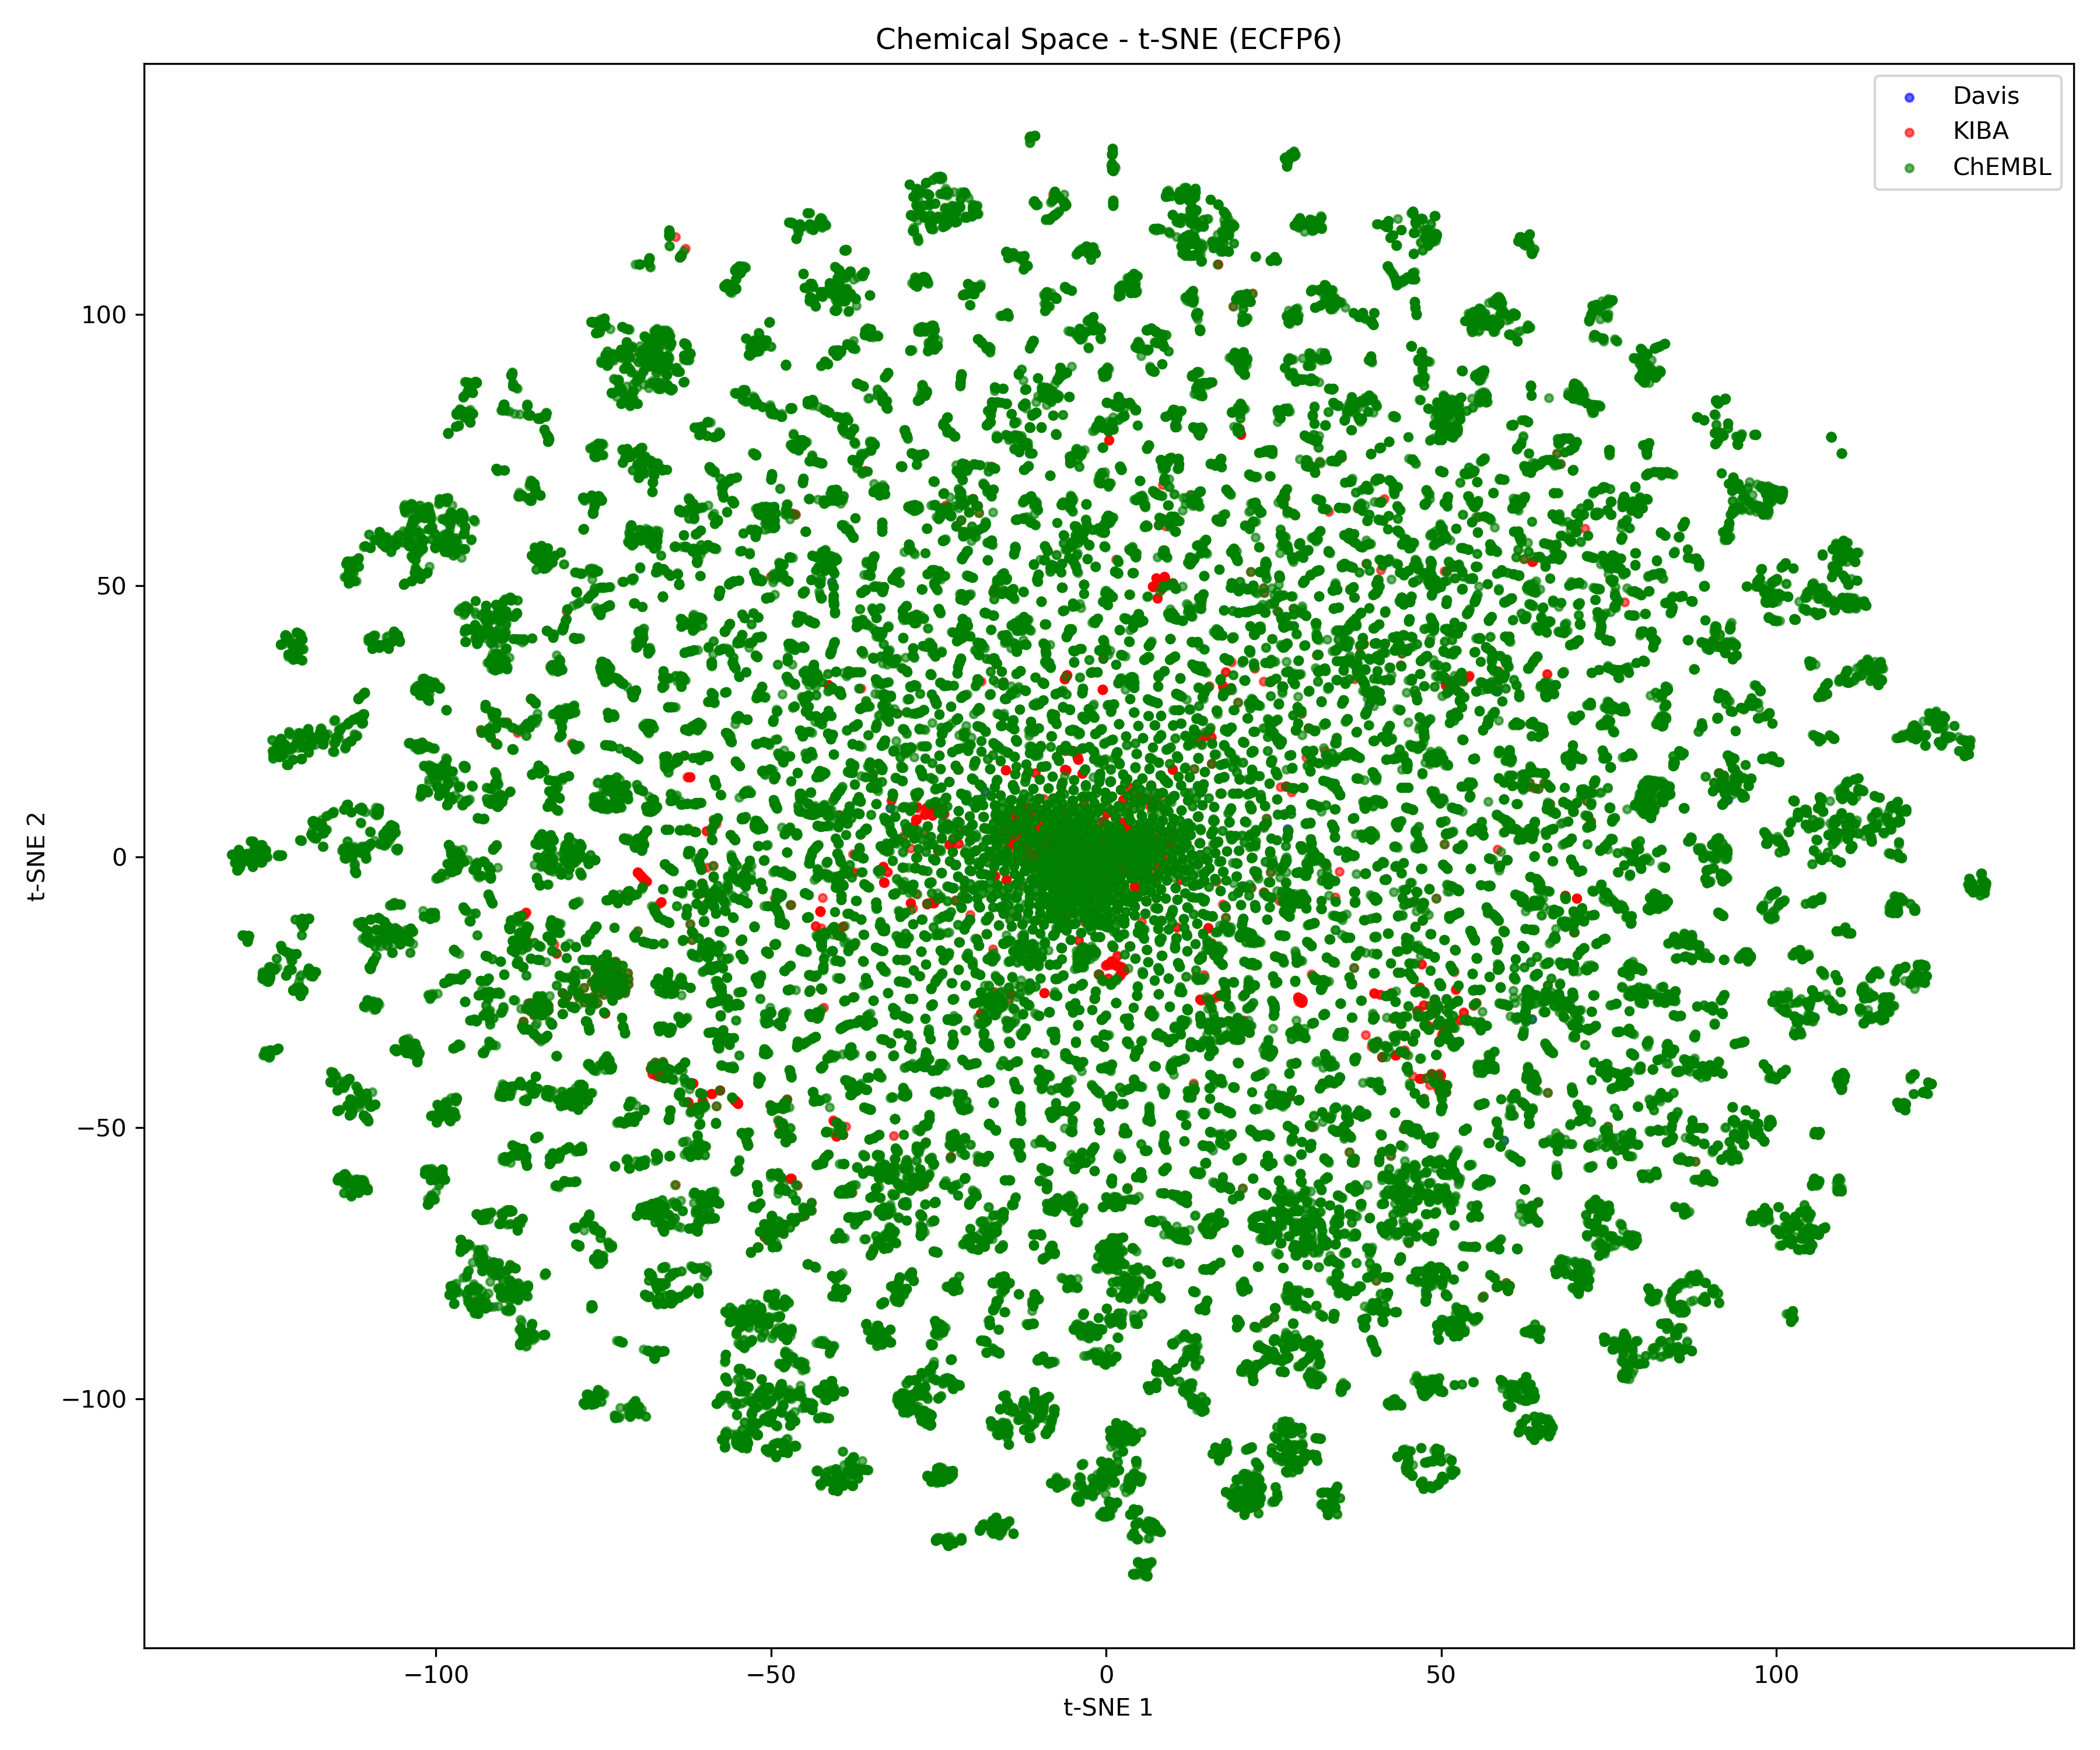 Chemical Space - t-SNE (ECFP6)
Davis
KIBA
ChEMBL
100
50
0
−50
−100
t-SNE 2
−100
−50
0
50
100
t-SNE 1